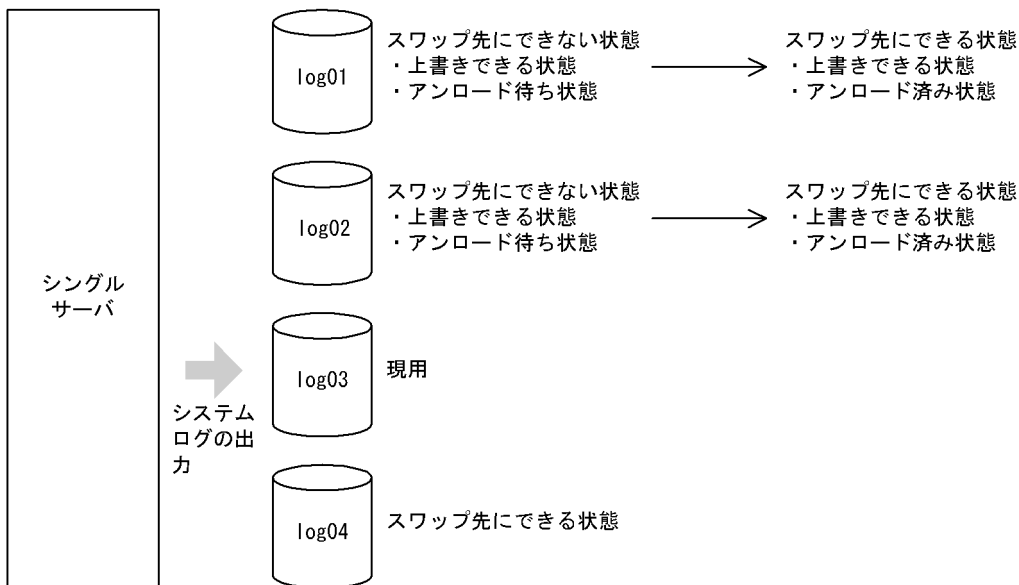 シングル
サーバ
システム
ログの出
力
log01
スワップ先にできない状態
・上書きできる状態
・アンロード待ち状態
スワップ先にできる状態
・上書きできる状態
・アンロード済み状態
log02
スワップ先にできない状態
・上書きできる状態
・アンロード待ち状態
スワップ先にできる状態
・上書きできる状態
・アンロード済み状態
log03
現用
log04
スワップ先にできる状態